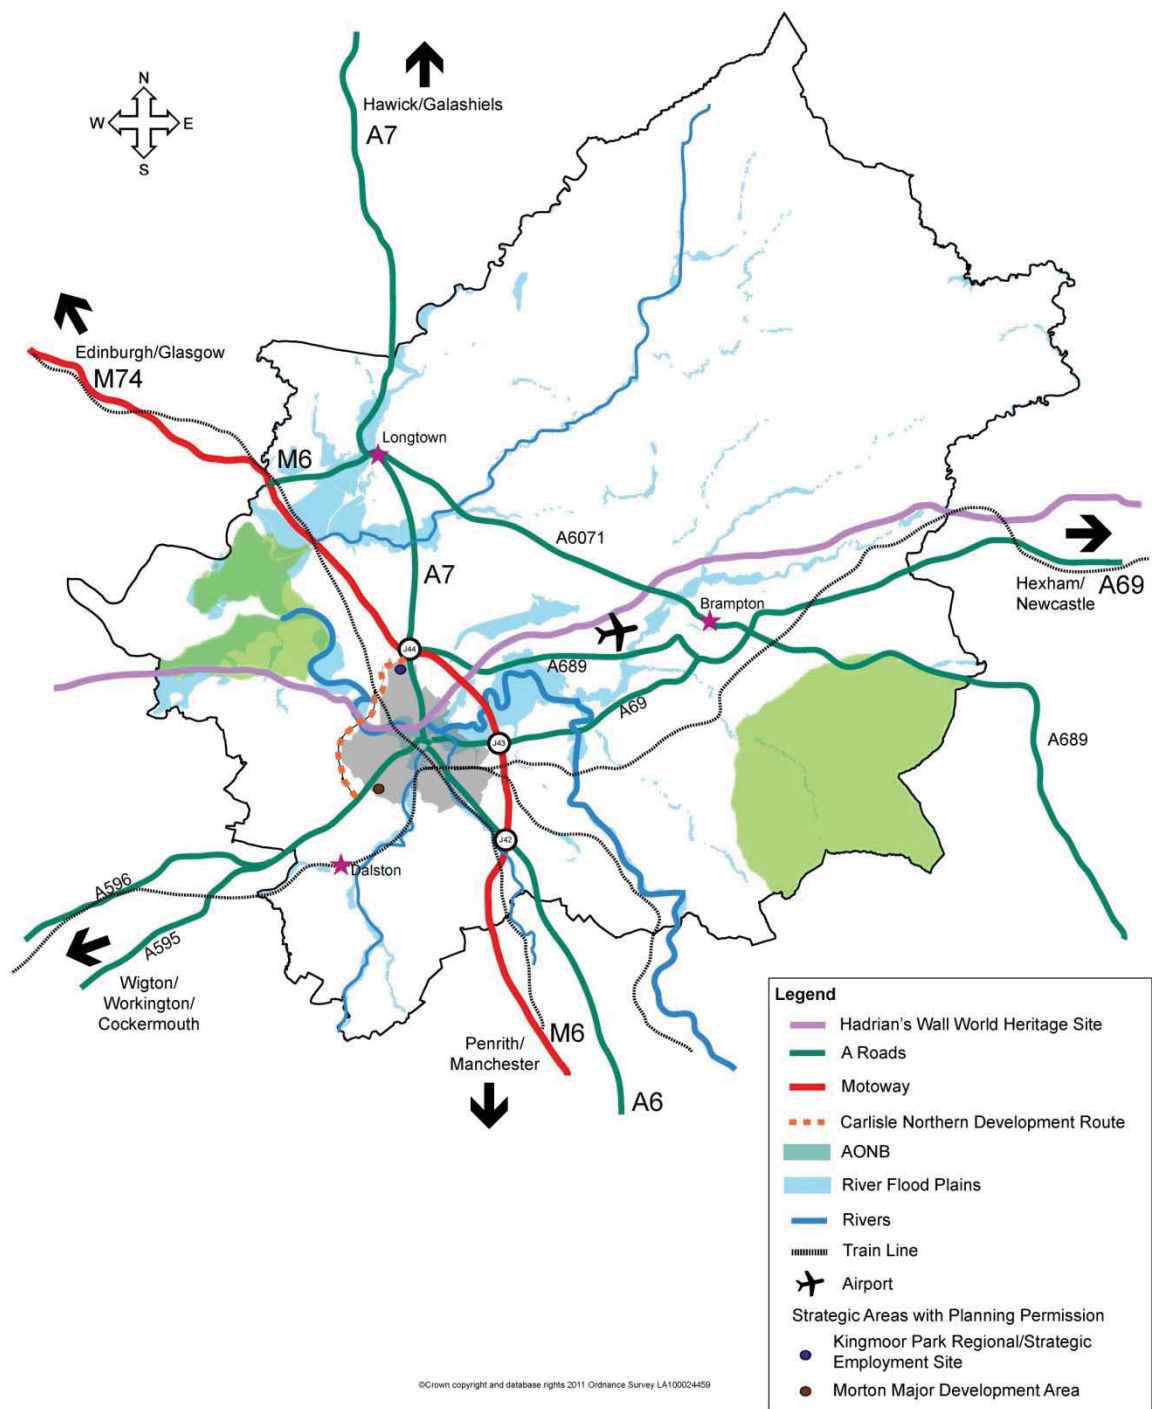 N
W
E
S
Hawick/Galashiels
A7
Edinburgh/Glasgow
M74
M6
Longtown
A6071
A7
Hexham/
Newcastle
A69
Brampton
J44
A689
A69
J43
A689
J42
Dalston
A596
A595
Wigton/
Workington/
Cockermouth
Penrith/
Manchester
M6
A6
Legend
Hadrian's Wall World Heritage Site
A Roads
Motoway
Carlisle Northern Development Route
AONB
River Flood Plains
Rivers
Train Line
Airport
Strategic Areas with Planning Permission
Kingmoor Park Regional/Strategic
Employment Site
Morton Major Development Area
©Crown copyright and database rights 2011 Ordnance Survey LA100024459